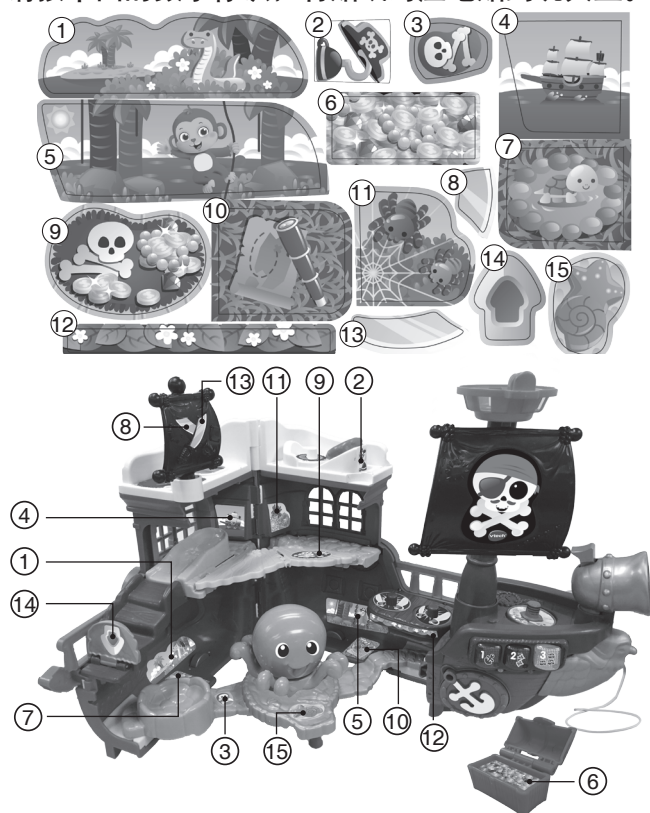 ① ② ③ ④
⑥
⑤ ⑦
⑩ ⑪ ⑧
⑨ ⑭ ⑮
⑫ ⑬
⑬ ⑪ ⑨ ②
⑧
④
vtech
①
⑭
1 2 3
⑦ ③ ⑮ ⑤ ⑩ ⑫
⑥